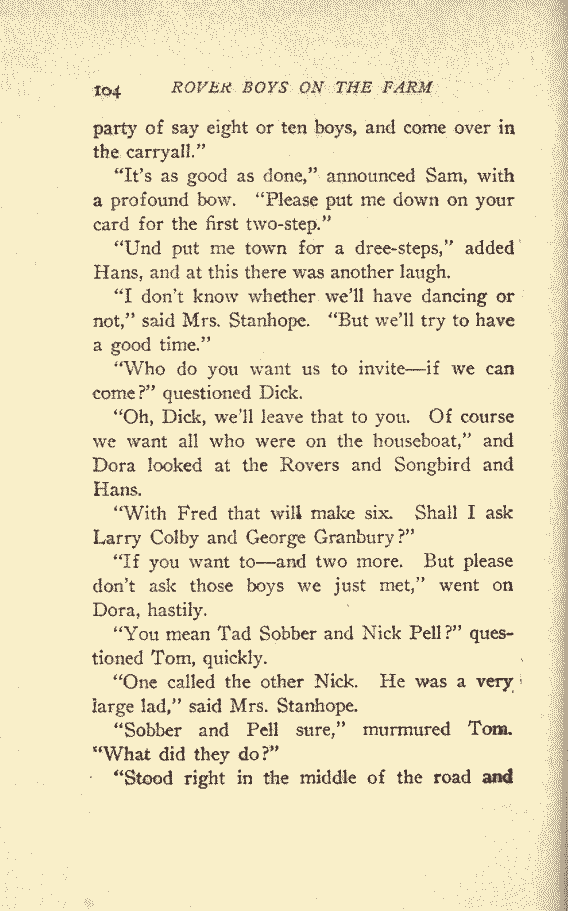 104 ROVER BOYS ON THE FARM
party of say eight or ten boys, and come over in
the carryall.”
“It’s as good as done,” announced Sam, with
a profound bow. “Please put me down on your
card for the first two-step.”
“Und put me town for a dree-steps,” added
Hans, and at this there was another laugh.
“I don’t know whether we’ll have dancing or
not,” said Mrs. Stanhope. “But we’ll try to have
a good time.”
“Who do you want us to invite—if we can
come?” questioned Dick.
“Oh, Dick, we’ll leave that to you. Of course
we want all who were on the houseboat,” and
Dora looked at the Rovers and Songbird and
Hans.
“With Fred that will make six. Shall I ask
Larry Colby and George Granbury?”
“If you want to—and two more. But please
don’t ask those boys we just met,” went on
Dora, hastily.
“You mean Tad Sobber and Nick Pell?” ques-
tioned Tom, quickly.
“One called the other Nick. He was a very
large lad,” said Mrs. Stanhope.
“Sobber and Pell sure,” murmured Tom.
“What did they do?”
“Stood right in the middle of the road and